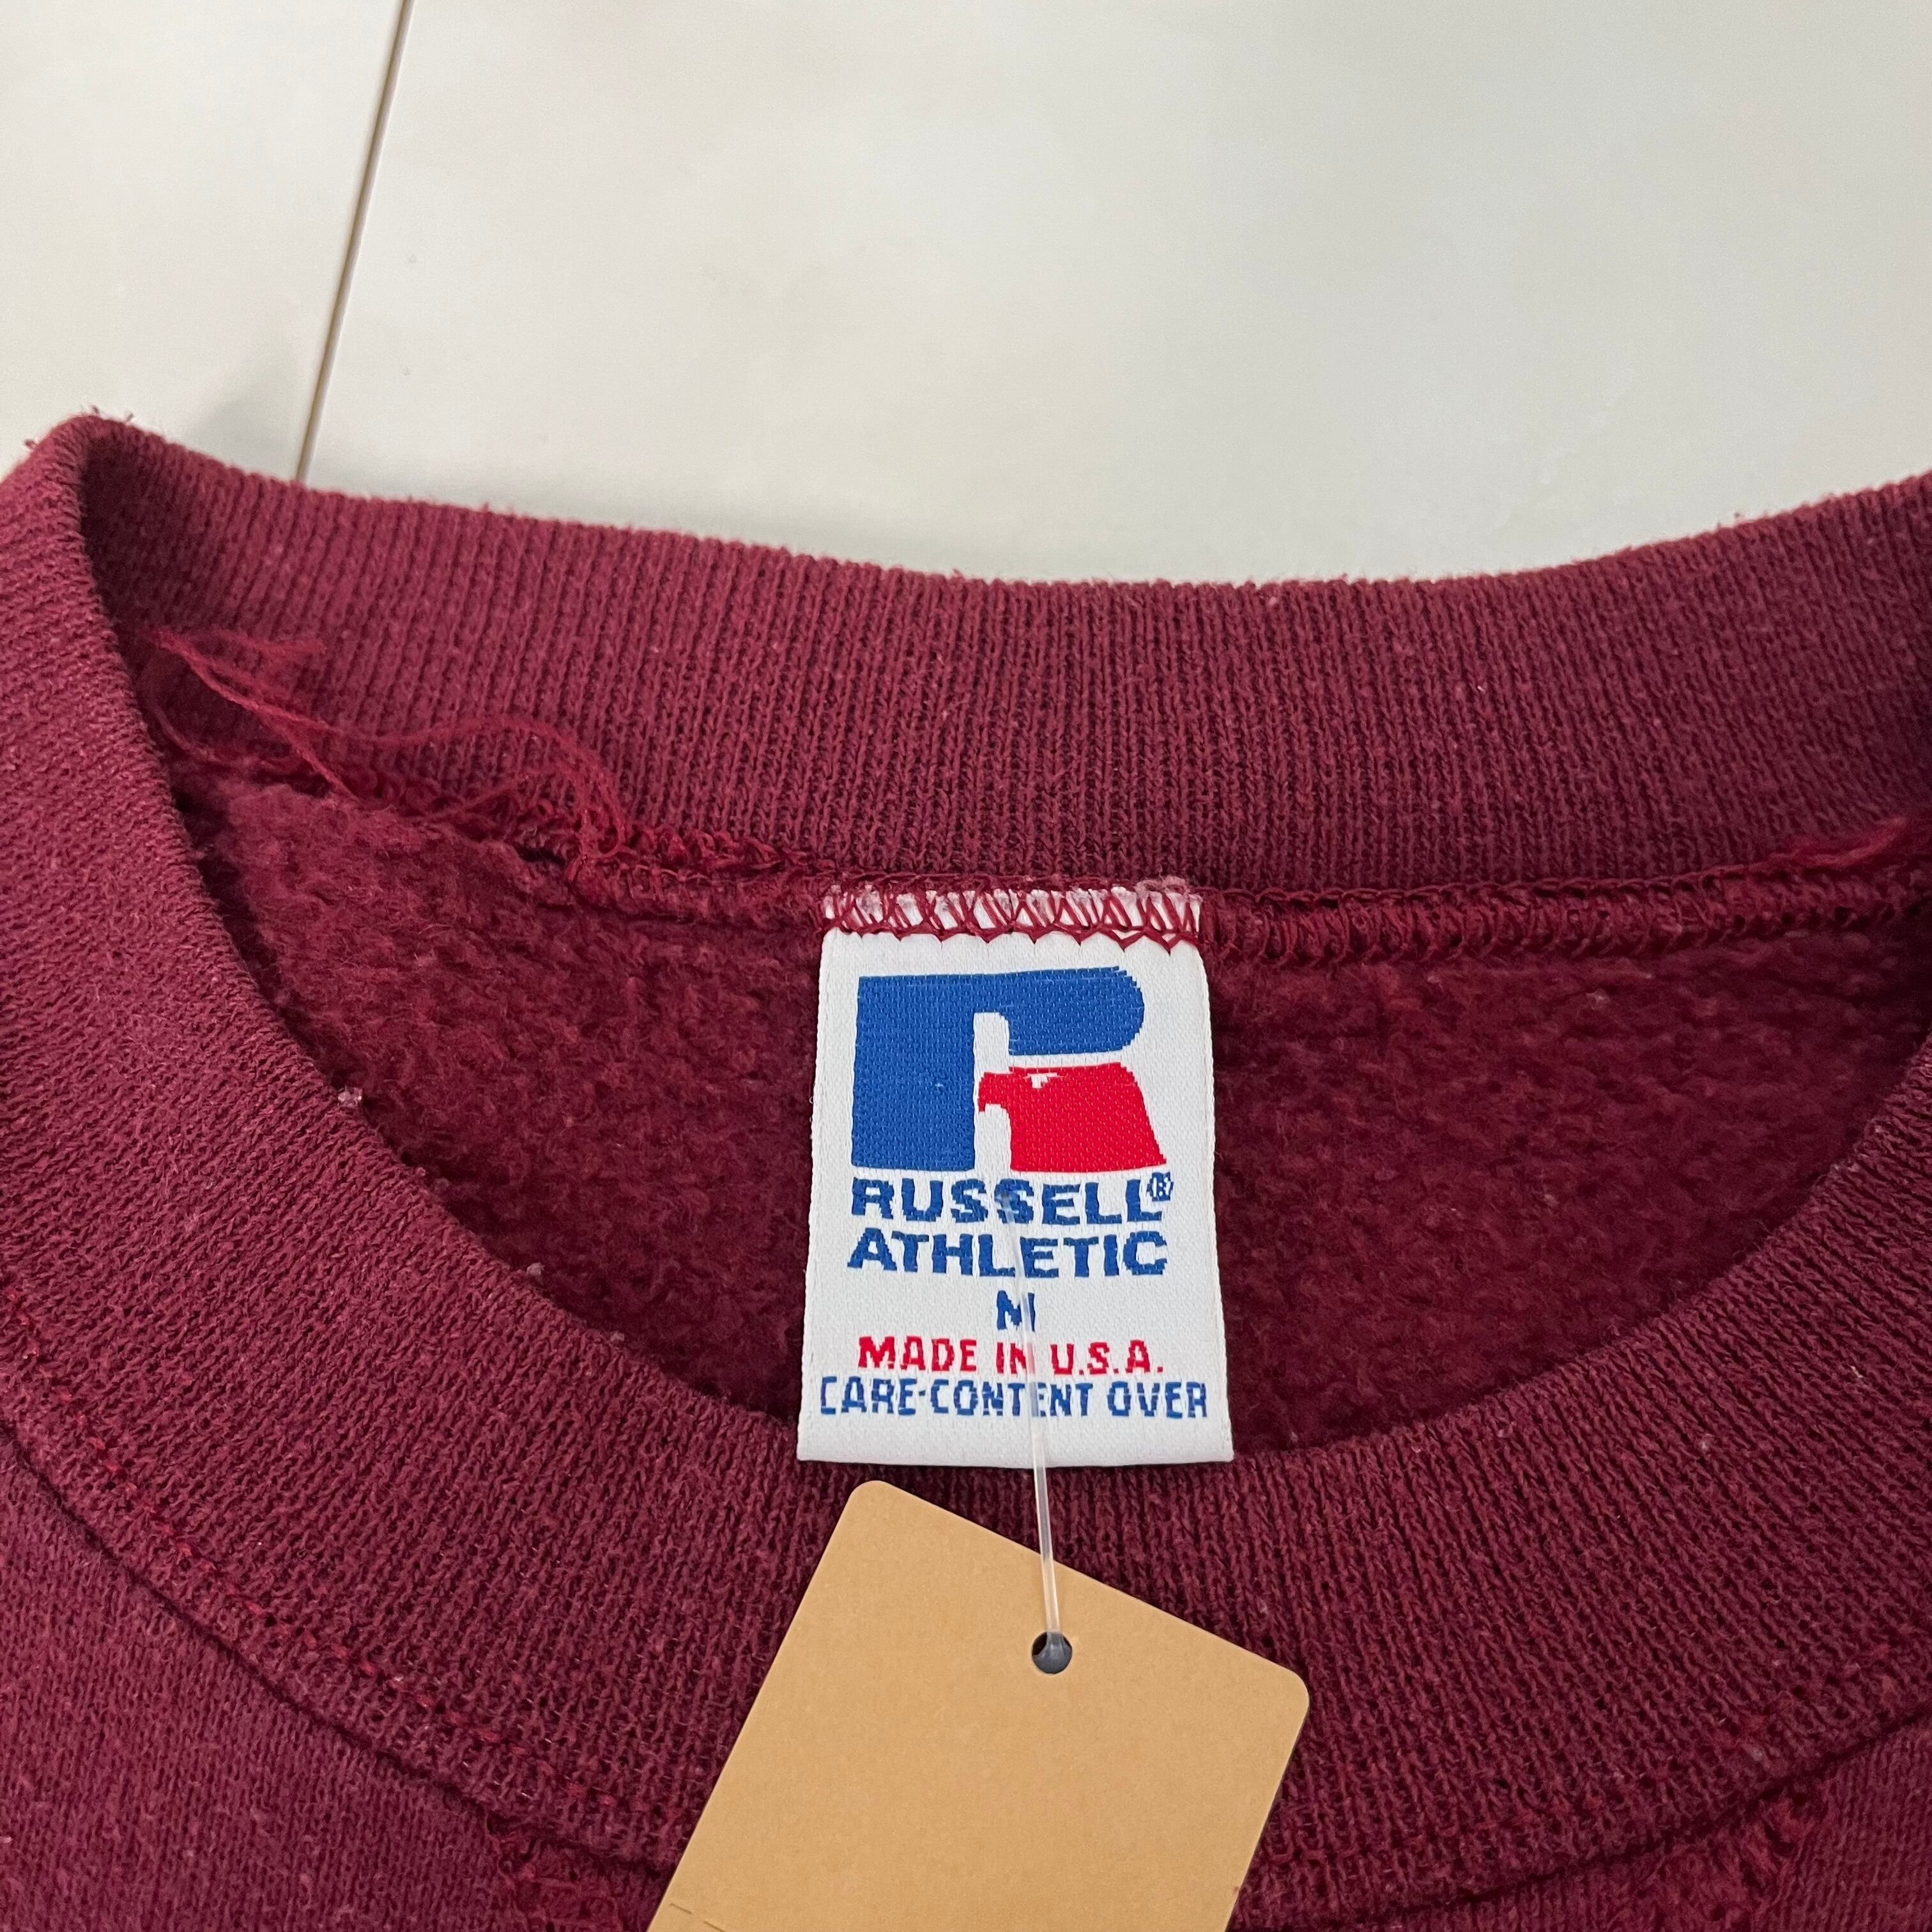 RUSSELL®
ATHLETIC
M
MADE IN U.S.A.
CARE-CONTENT OVER